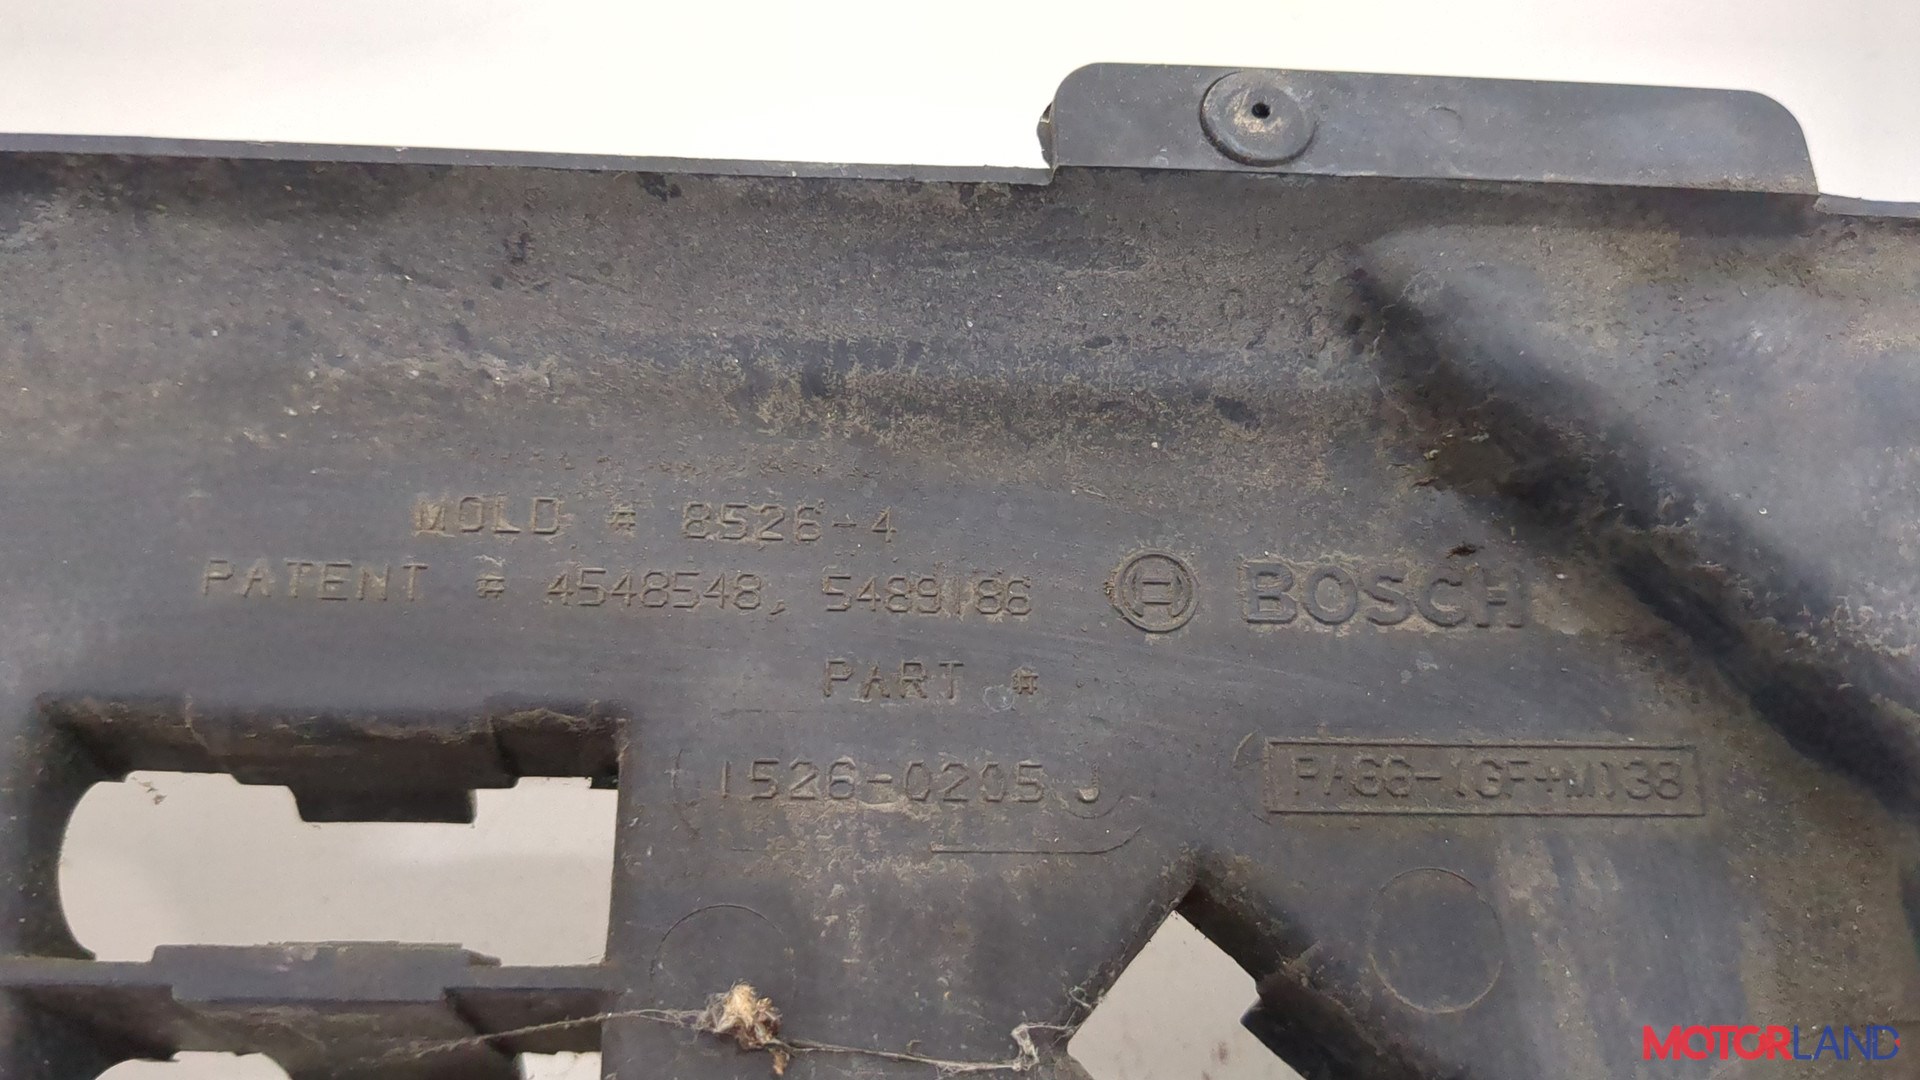 MOLD # 8526-4
PATENT # 4548548, 5489186
BOSCH
PART #
1526-0205 J
PA66-(GF+M)38
MOTORLAND